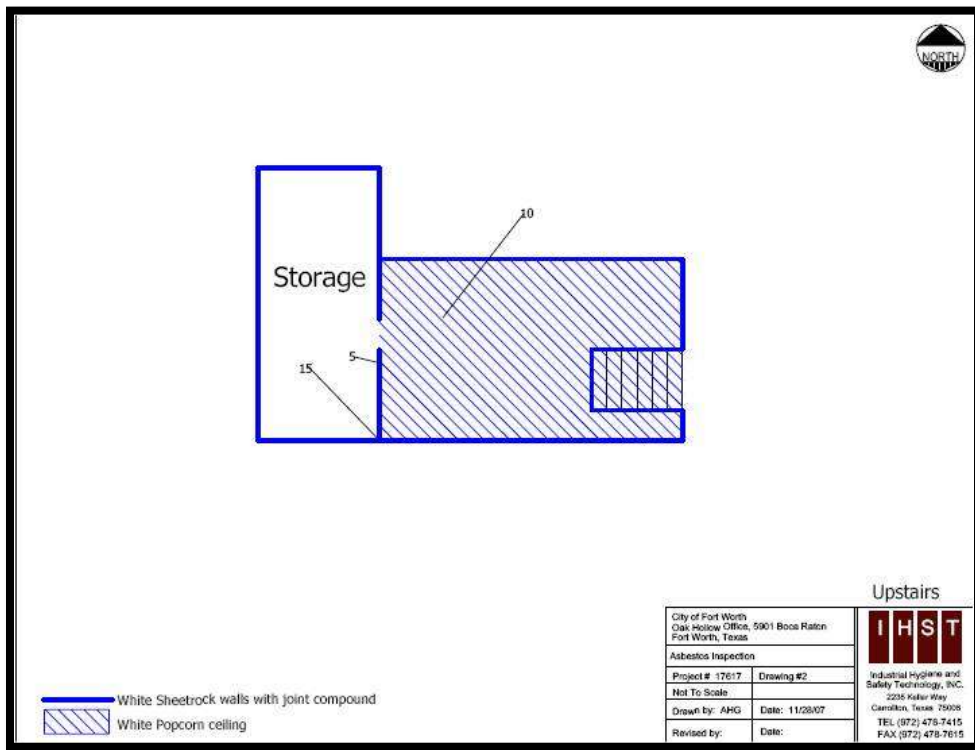 NORTH
10
Storage
5
15
Upstairs
City of Fort Worth
Oak Hollow Office, 5901 Boca Raton
Fort Worth, Texas
Asbestos Inspection
Project # 17617 Drawing #2
Not To Scale
Drawn by: AHG Date: 11/28/07
Revised by: Date:
IHST
Industrial Hygiene and
Safety Technology, INC.
2235 Keller Way
Carrollton, Texas 75006
TEL (972) 478-7415
FAX (972) 478-7615
White Sheetrock walls with joint compound
White Popcorn ceiling